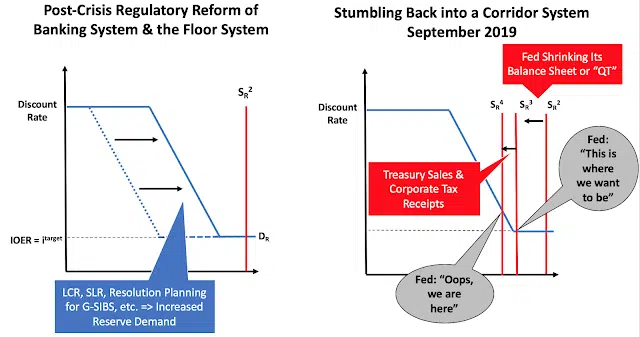 Post-Crisis Regulatory Reform of
Banking System & the Floor System
Discount
Rate
S_R^2
IOER = i^target
D_R
LCR, SLR, Resolution Planning
for G-SIBS, etc. => Increased
Reserve Demand
Stumbling Back into a Corridor System
September 2019
Fed Shrinking Its
Balance Sheet or “QT”
Discount
Rate
S_R^4
S_R^3
S_R^2
Treasury Sales &
Corporate Tax
Receipts
Fed:
“This is
where
we want
to be”
Fed: “Oops,
we are
here”